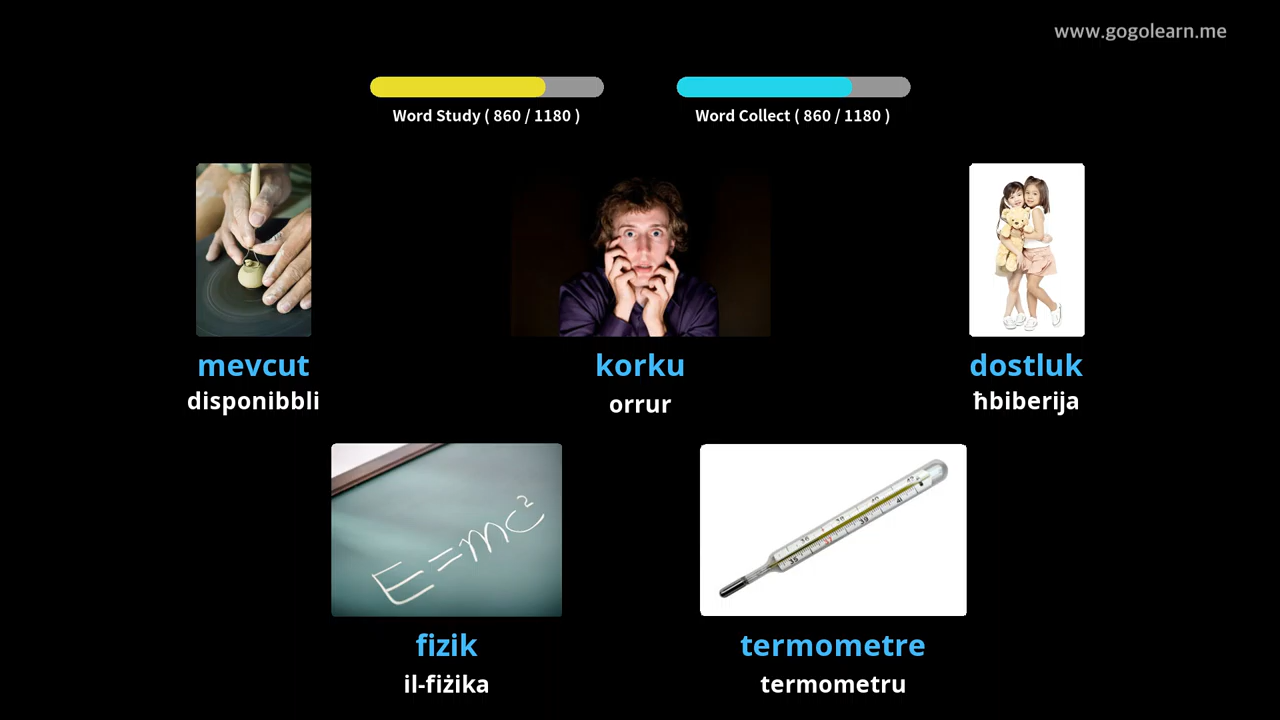 www.gogolearn.me
Word Study ( 860 / 1180 )
Word Collect ( 860 / 1180 )
mevcut
disponibbli
korku
orrur
dostluk
ħbiberija
E=mc²
fizik
il-fiżika
termometre
termometru